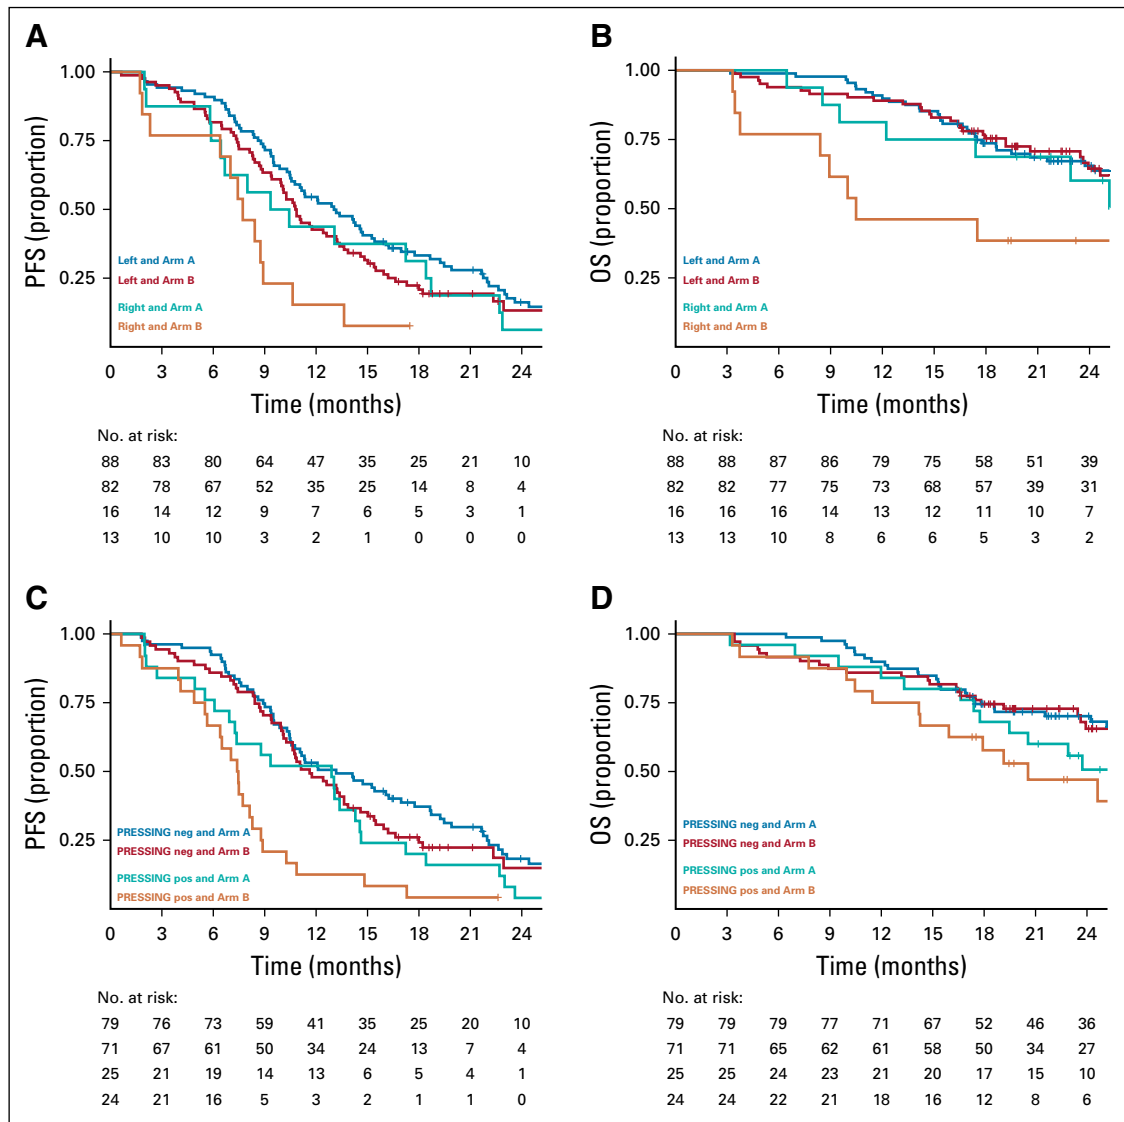 A
1.00
0.75
0.50
0.25
PFS (proportion)
Left and Arm A
Left and Arm B
Right and Arm A
Right and Arm B
0 3 6 9 12 15 18 21 24
Time (months)
No. at risk:
88 83 80 64 47 35 25 21 10
82 78 67 52 35 25 14 8 4
16 14 12 9 7 6 5 3 1
13 10 10 3 2 1 0 0 0
B
1.00
0.75
0.50
0.25
OS (proportion)
Left and Arm A
Left and Arm B
Right and Arm A
Right and Arm B
0 3 6 9 12 15 18 21 24
Time (months)
No. at risk:
88 88 87 86 79 75 58 51 39
82 82 77 75 73 68 57 39 31
16 16 16 14 13 12 11 10 7
13 13 10 8 6 6 5 3 2
C
1.00
0.75
0.50
0.25
PFS (proportion)
PRESSING neg and Arm A
PRESSING neg and Arm B
PRESSING pos and Arm A
PRESSING pos and Arm B
0 3 6 9 12 15 18 21 24
Time (months)
No. at risk:
79 76 73 59 41 35 25 20 10
71 67 61 50 34 24 13 7 4
25 21 19 14 13 6 5 4 1
24 21 16 5 3 2 1 1 0
D
1.00
0.75
0.50
0.25
OS (proportion)
PRESSING neg and Arm A
PRESSING neg and Arm B
PRESSING pos and Arm A
PRESSING pos and Arm B
0 3 6 9 12 15 18 21 24
Time (months)
No. at risk:
79 79 79 77 71 67 52 46 36
71 71 65 62 61 58 50 34 27
25 25 24 23 21 20 17 15 10
24 24 22 21 18 16 12 8 6